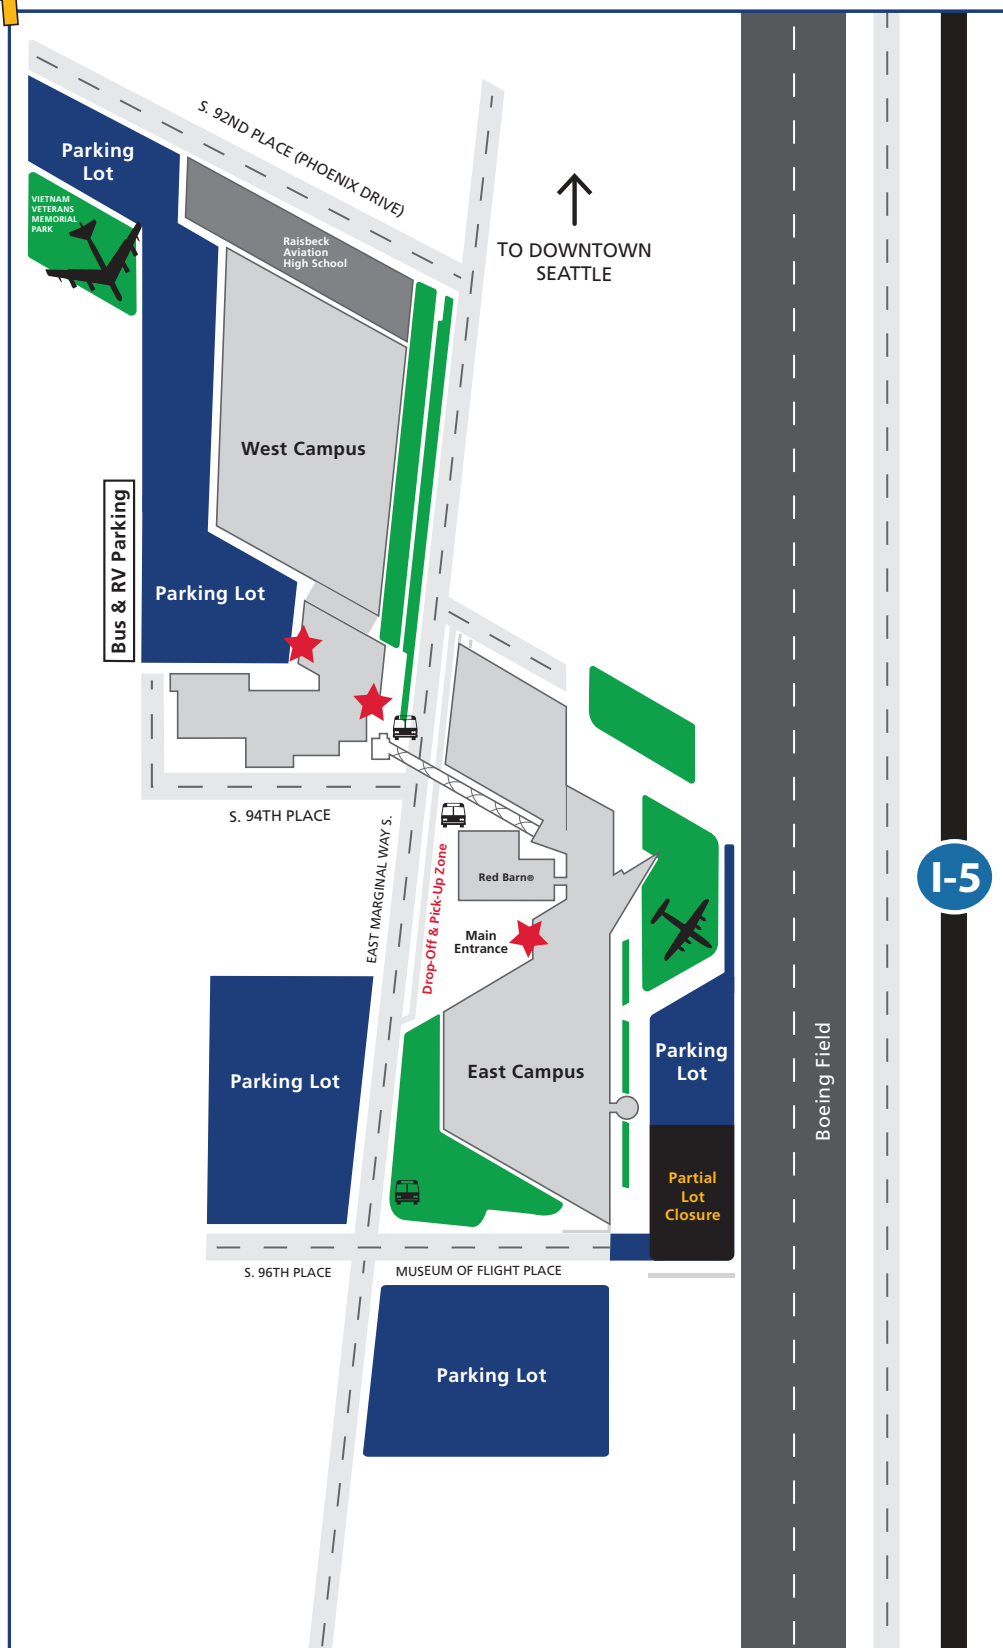 S. 92ND PLACE (PHOENIX DRIVE)
Parking
Lot
VIETNAM
VETERANS
MEMORIAL
PARK
Raisbeck
Aviation
High School
TO DOWNTOWN
SEATTLE
West Campus
Bus & RV Parking
Parking Lot
S. 94TH PLACE
EAST MARGINAL WAY S.
Drop-Off & Pick-Up Zone
Red Barn®
Main
Entrance
I-5
Parking Lot
East Campus
Parking
Lot
Boeing Field
Partial
Lot
Closure
S. 96TH PLACE
MUSEUM OF FLIGHT PLACE
Parking Lot